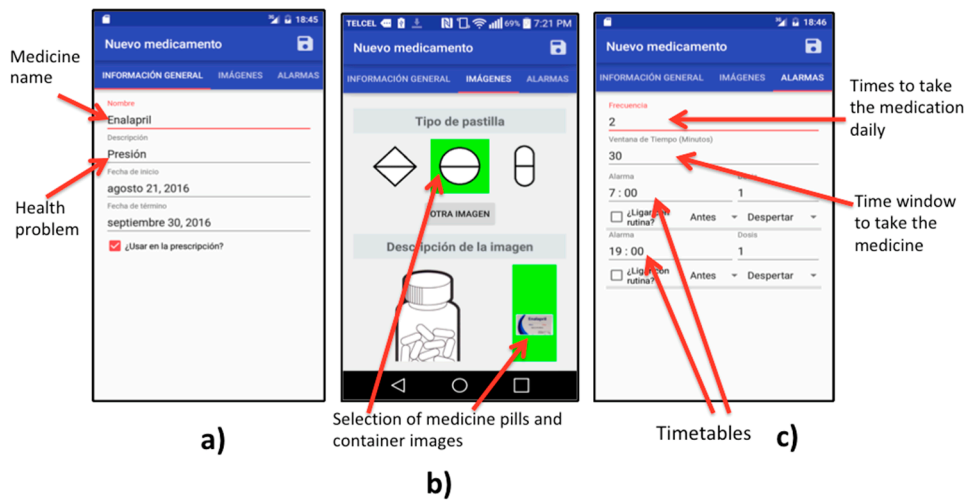 Medicine
name
Health
problem
18:45
Nuevo medicamento
INFORMACIÓN GENERAL IMÁGENES ALARMAS
Nombre
Enalapril
Descripción
Presión
Fecha de inicio
agosto 21, 2016
Fecha de término
septiembre 30, 2016
¿Usar en la prescripción?
a)
TELCEL 69% 7:21 PM
Nuevo medicamento
INFORMACIÓN GENERAL IMÁGENES ALARMAS
Tipo de pastilla
OTRA IMAGEN
Descripción de la imagen
Enalapril
Selection of medicine pills and
container images
b)
18:46
Nuevo medicamento
INFORMACIÓN GENERAL IMÁGENES ALARMAS
Frecuencia
2
Ventana de Tiempo (Minutos)
30
Alarma
7 : 00 1
¿Ligar con
rutina? Antes Despertar
Alarma Dosis
19 : 00 1
¿Ligar con
rutina? Antes Despertar
Times to take
the medication
daily
Time window
to take the
medicine
Timetables
c)